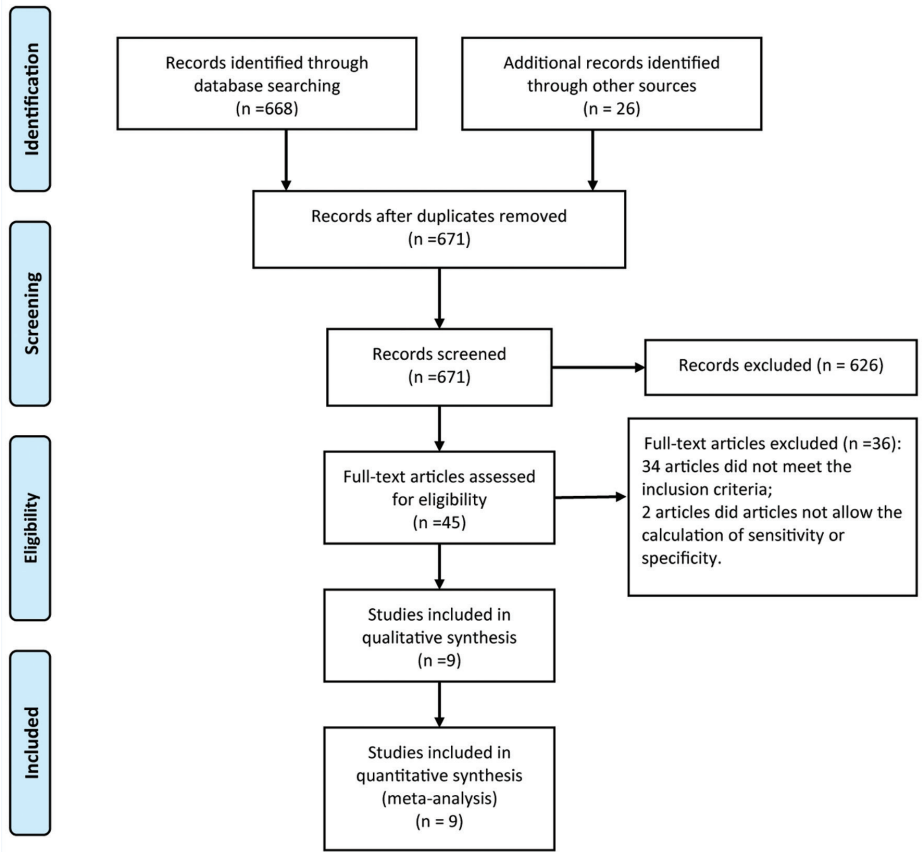 Identification
Records identified through
database searching
(n =668)
Additional records identified
through other sources
(n = 26)
Records after duplicates removed
(n =671)
Screening
Records screened
(n =671)
Records excluded (n = 626)
Eligibility
Full-text articles assessed
for eligibility
(n =45)
Full-text articles excluded (n =36):
34 articles did not meet the
inclusion criteria;
2 articles did articles not allow the
calculation of sensitivity or
specificity.
Studies included in
qualitative synthesis
(n =9)
Included
Studies included in
quantitative synthesis
(meta-analysis)
(n = 9)